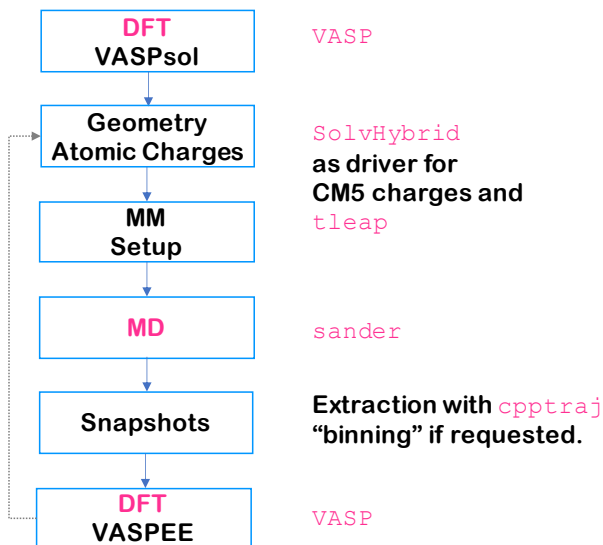 DFT
VASPsol
VASP
Geometry
Atomic Charges
SolvHybrid
as driver for
CM5 charges and
tleap
MM
Setup
MD
sander
Snapshots
Extraction with cpptraj
“binning” if requested.
DFT
VASPEE
VASP